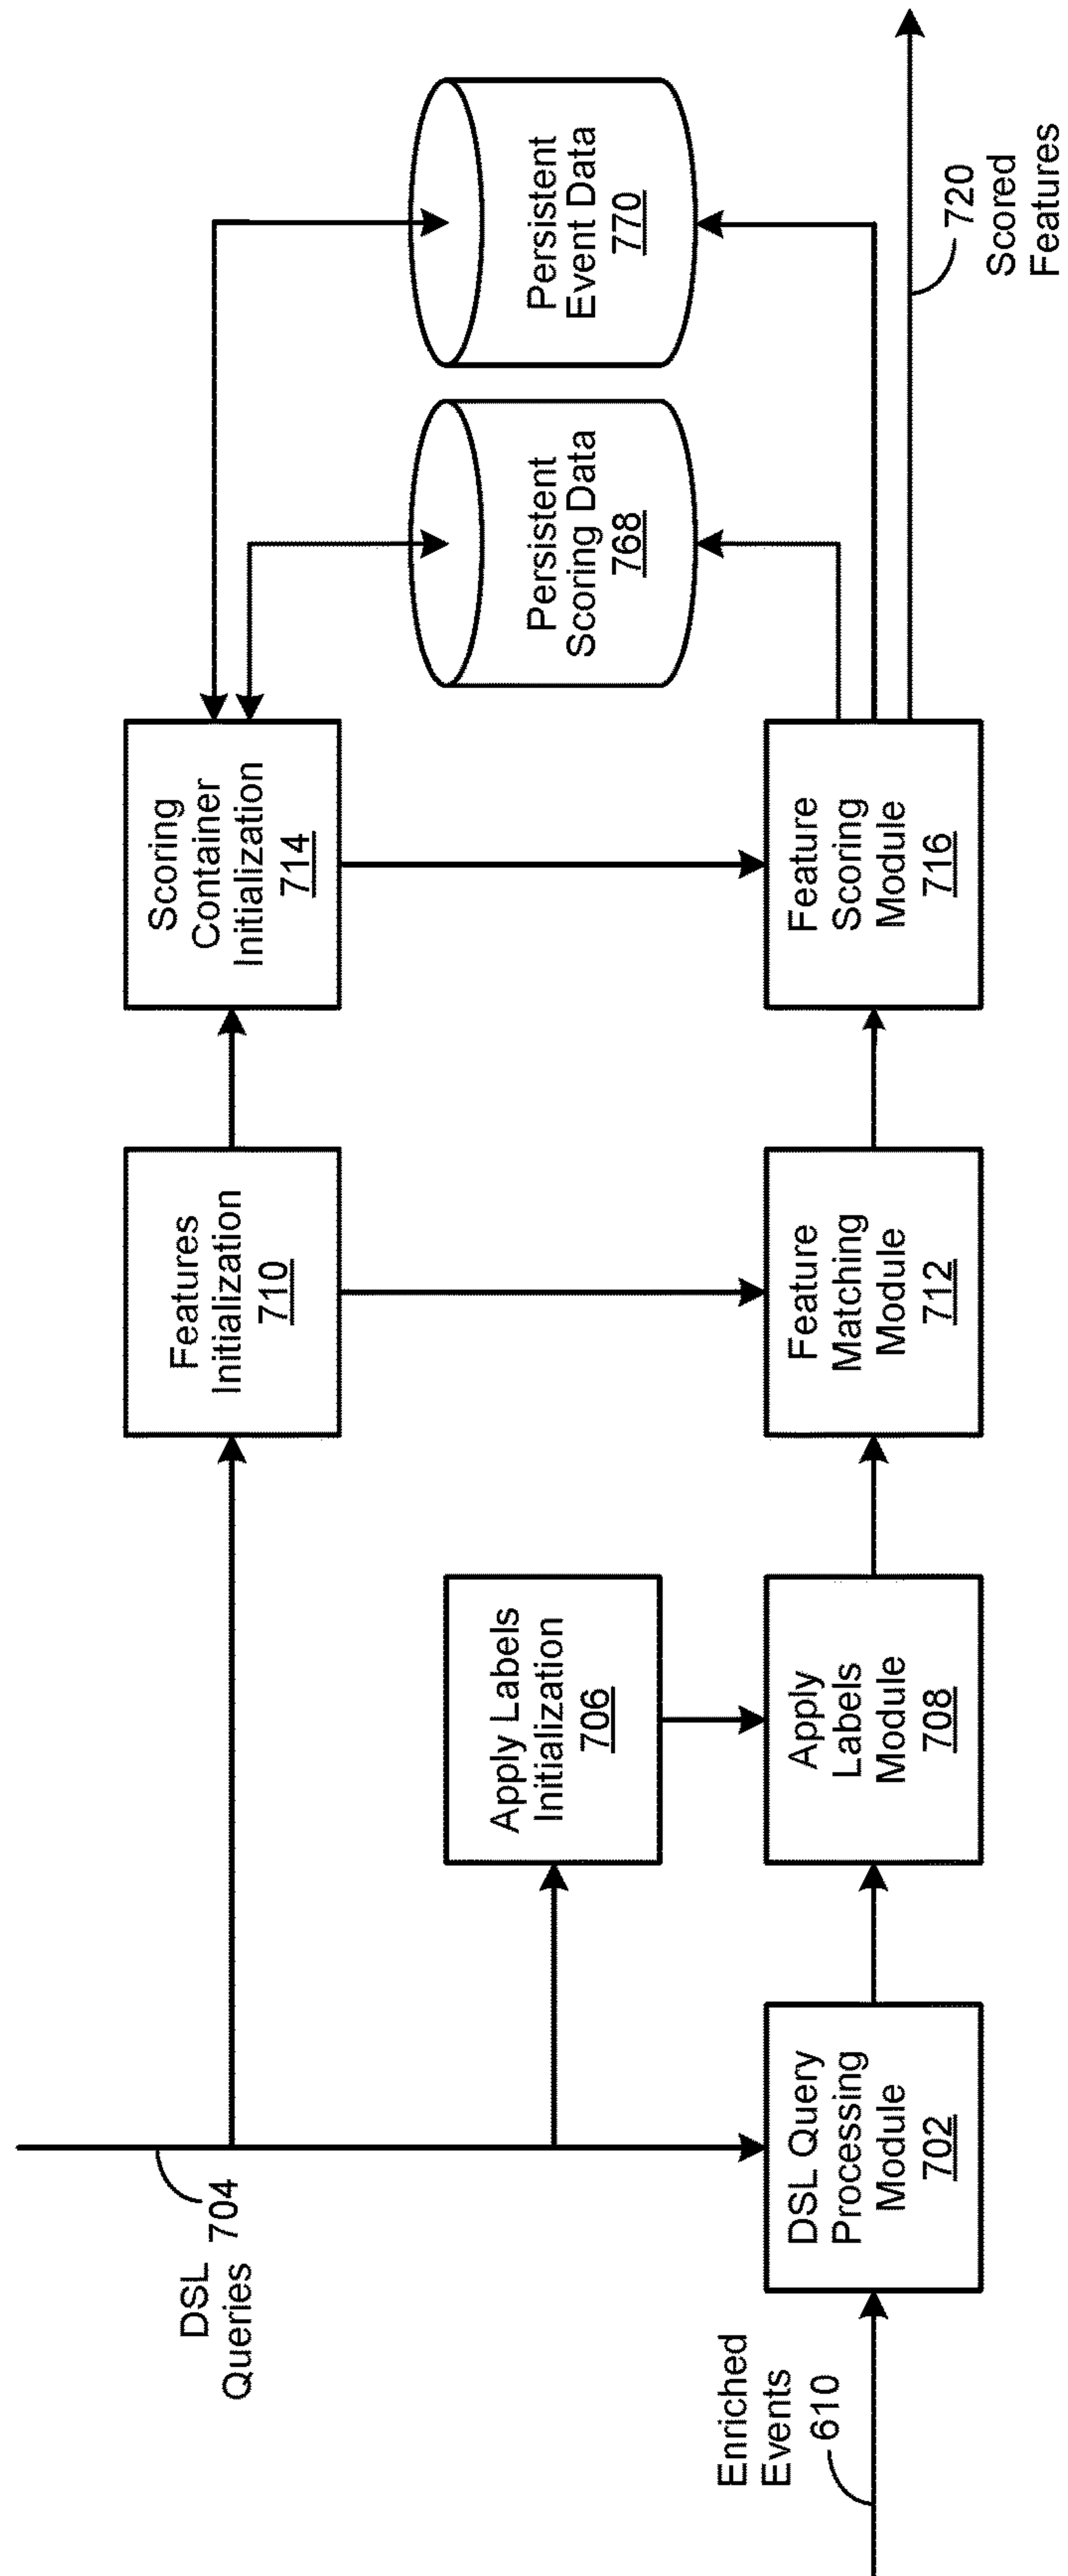 DSL
Queries 704
Features
Initialization
710
Scoring
Container
Initialization
714
Apply Labels
Initialization
706
Persistent
Scoring Data
768
Persistent
Event Data
770
Enriched
Events
610
DSL Query
Processing
Module
702
Apply
Labels
Module
708
Feature
Matching
Module
712
Feature
Scoring
Module
716
720
Scored
Features